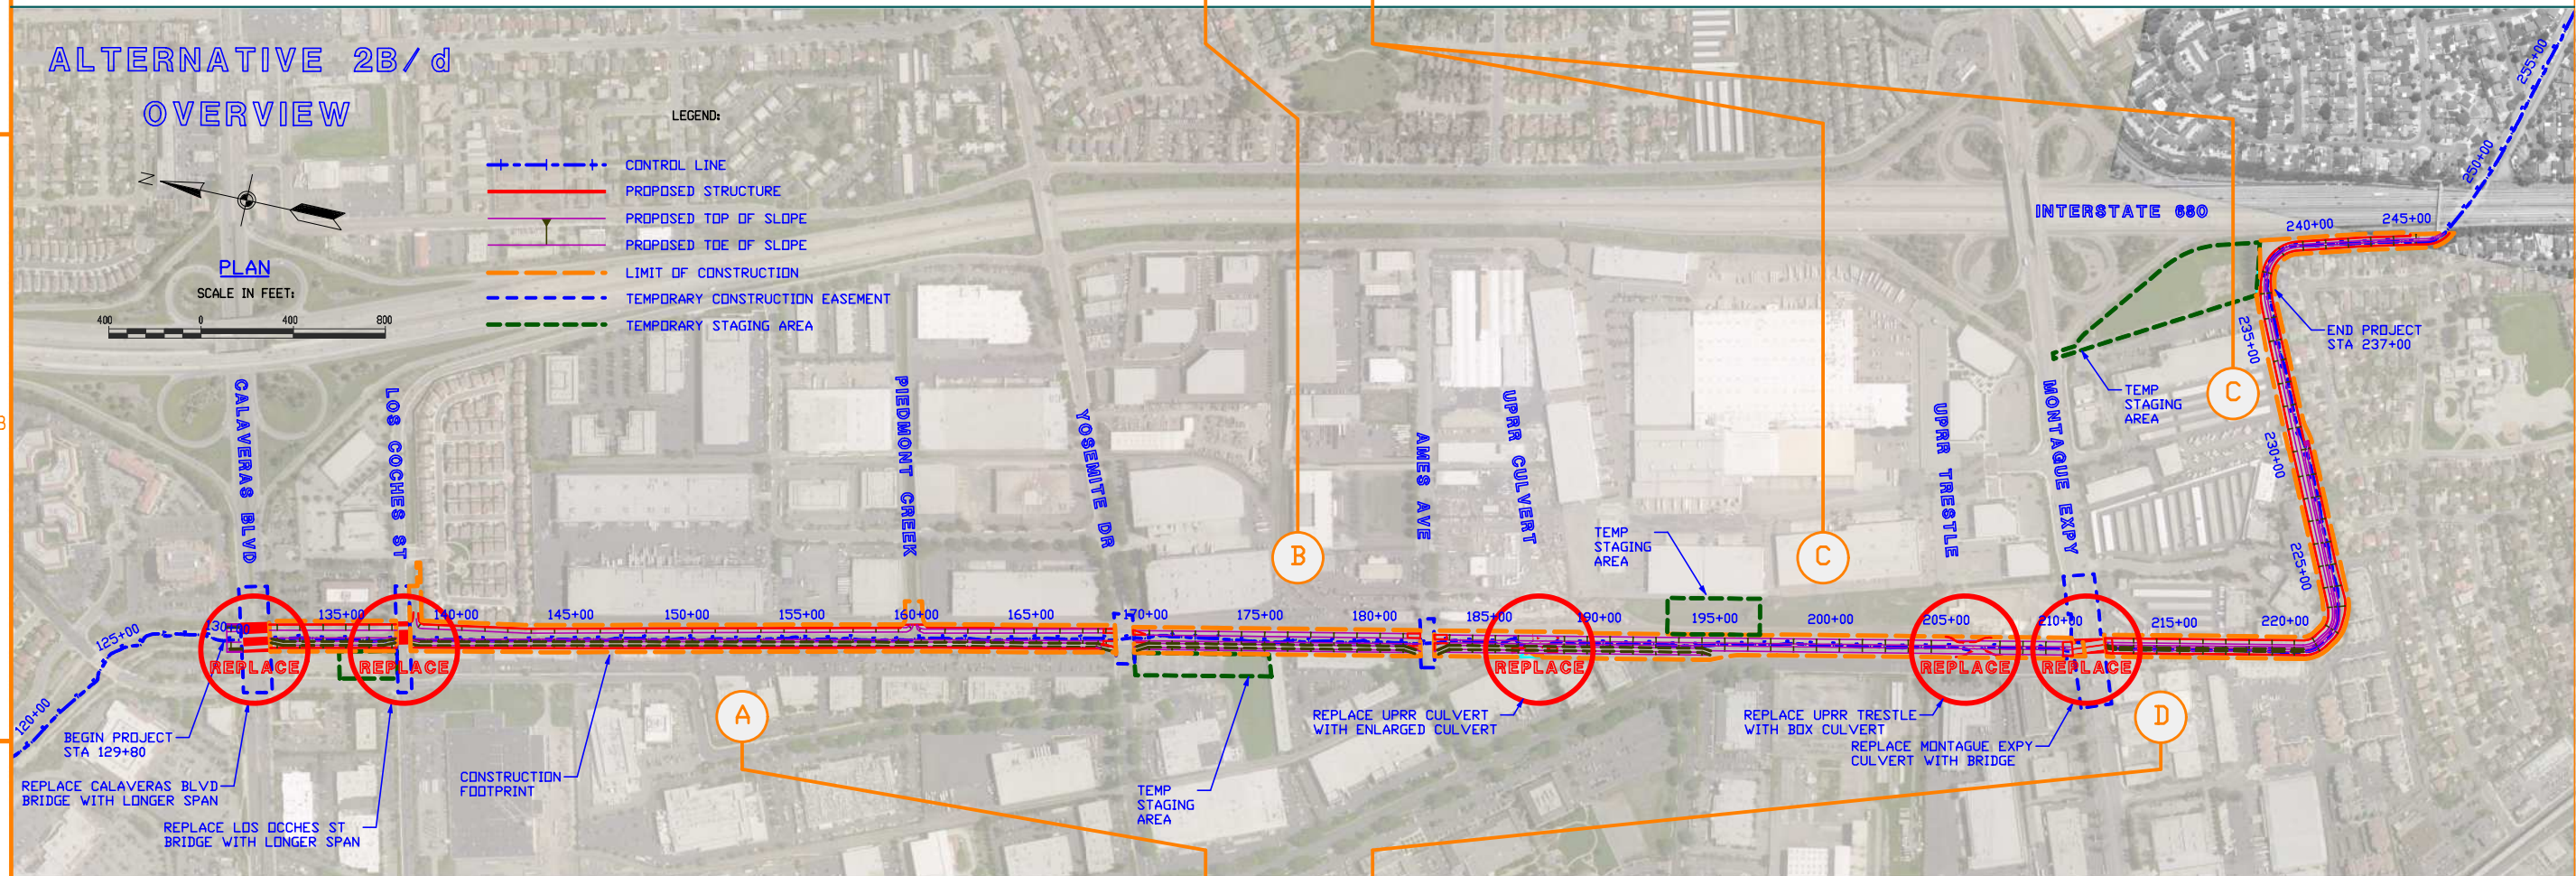 ALTERNATIVE 2B/d
OVERVIEW
N
PLAN
SCALE IN FEET:
400 0 400 800
LEGEND:
CONTROL LINE
PROPOSED STRUCTURE
PROPOSED TOP OF SLOPE
PROPOSED TOE OF SLOPE
LIMIT OF CONSTRUCTION
TEMPORARY CONSTRUCTION EASEMENT
TEMPORARY STAGING AREA
INTERSTATE 680
CALAVERAS BLVD
LOS COCHES ST
PIEDMONT CREEK
YOSEMITE DR
AMES AVE
UPRR CULVERT
UPRR TRESTLE
MONTAGUE EXPY
120+00
125+00
130+00
135+00
140+00
145+00
150+00
155+00
160+00
165+00
170+00
175+00
180+00
185+00
190+00
195+00
200+00
205+00
210+00
215+00
220+00
225+00
230+00
235+00
240+00
245+00
250+00
255+00
REPLACE
REPLACE
REPLACE
REPLACE
REPLACE
BEGIN PROJECT
STA 129+80
REPLACE CALAVERAS BLVD
BRIDGE WITH LONGER SPAN
REPLACE LOS OCCHES ST
BRIDGE WITH LONGER SPAN
CONSTRUCTION
FOOTPRINT
TEMP
STAGING
AREA
REPLACE UPRR CULVERT
WITH ENLARGED CULVERT
TEMP
STAGING
AREA
REPLACE UPRR TRESTLE
WITH BOX CULVERT
REPLACE MONTAGUE EXPY
CULVERT WITH BRIDGE
TEMP
STAGING
AREA
END PROJECT
STA 237+00
A
B
C
C
D